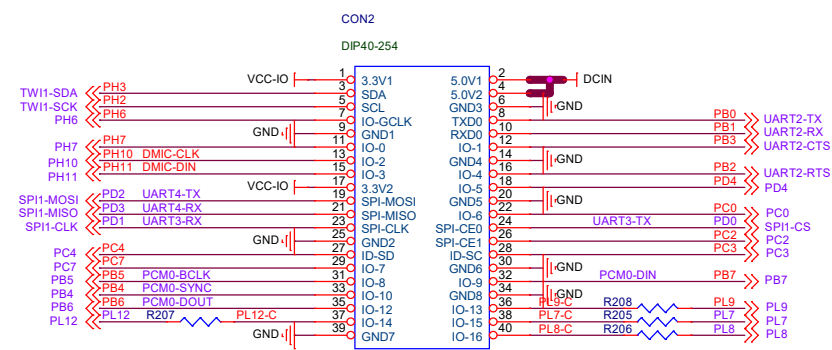 CON2
DIP40-254
VCC-IO 1 3.3V1 5.0V1 2 DCIN
TWI1-SDA PH3 3 SDA 5.0V2 4
TWI1-SCK PH2 5 SCL GND3 6 GND
PH6 PH6 7 IO-GCLK TXD0 8 PB0 UART2-TX
GND 9 GND1 RXD0 10 PB1 UART2-RX
PH7 PH7 11 IO-0 IO-1 12 PB3 UART2-CTS
PH10 PH10 DMIC-CLK 13 IO-2 GND4 14 GND
PH11 PH11 DMIC-DIN 15 IO-3 IO-4 16 PB2 UART2-RTS
VCC-IO 17 3.3V2 IO-5 18 PD4 PD4
SPI1-MOSI PD2 UART4-TX 19 SPI-MOSI GND5 20 GND
SPI1-MISO PD3 UART4-RX 21 SPI-MISO IO-6 22 PC0 PC0
SPI1-CLK PD1 UART3-RX 23 SPI-CLK SPI-CE0 24 UART3-TX PD0 SPI1-CS
GND 25 GND2 SPI-CE1 26 PC2 PC2
PC4 PC4 27 ID-SD ID-SC 28 PC3 PC3
PC7 PC7 29 IO-7 GND6 30 GND
PB5 PB5 PCM0-BCLK 31 IO-8 IO-9 32 PCM0-DIN PB7 PB7
PB4 PB4 PCM0-SYNC 33 IO-10 GND8 34 GND
PB6 PB6 PCM0-DOUT 35 IO-12 IO-13 36 PL9-C R208 PL9 PL9
PL12 PL12 R207 PL12-C 37 IO-14 IO-15 38 PL7-C R205 PL7 PL7
GND 39 GND7 IO-16 40 PL8-C R206 PL8 PL8